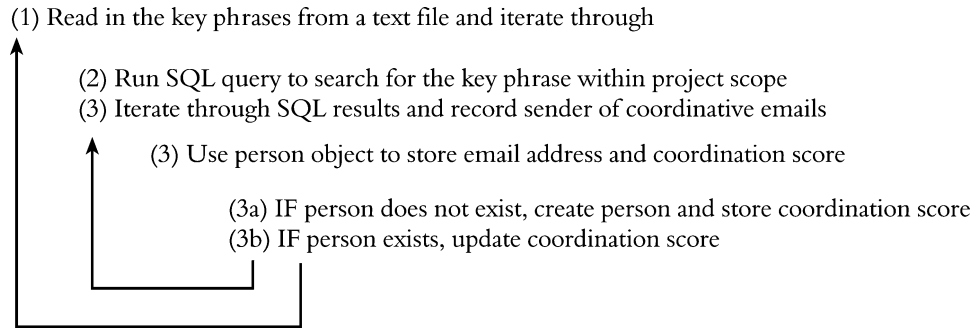 (1) Read in the key phrases from a text file and iterate through
(2) Run SQL query to search for the key phrase within project scope
(3) Iterate through SQL results and record sender of coordinative emails
(3) Use person object to store email address and coordination score
(3a) IF person does not exist, create person and store coordination score
(3b) IF person exists, update coordination score